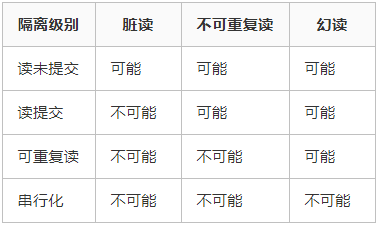 隔离级别 脏读 不可重复读 幻读
读未提交 可能 可能 可能
读提交 不可能 可能 可能
可重复读 不可能 不可能 可能
串行化 不可能 不可能 不可能